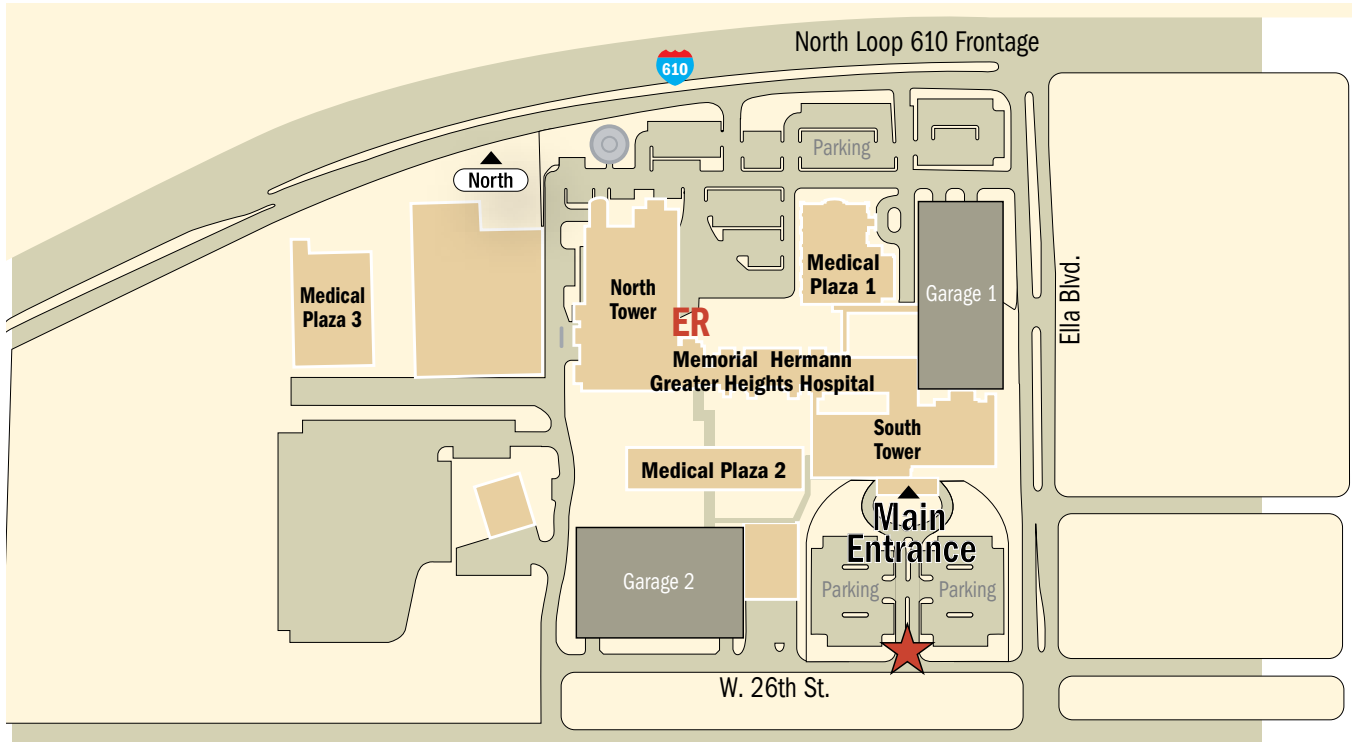 North Loop 610 Frontage
610
Parking
North
Medical
Plaza 1
Medical
Plaza 3
North
Tower
Garage 1
Ella Blvd.
ER
Memorial Hermann
Greater Heights Hospital
South
Tower
Medical Plaza 2
Main
Entrance
Garage 2
Parking
Parking
W. 26th St.